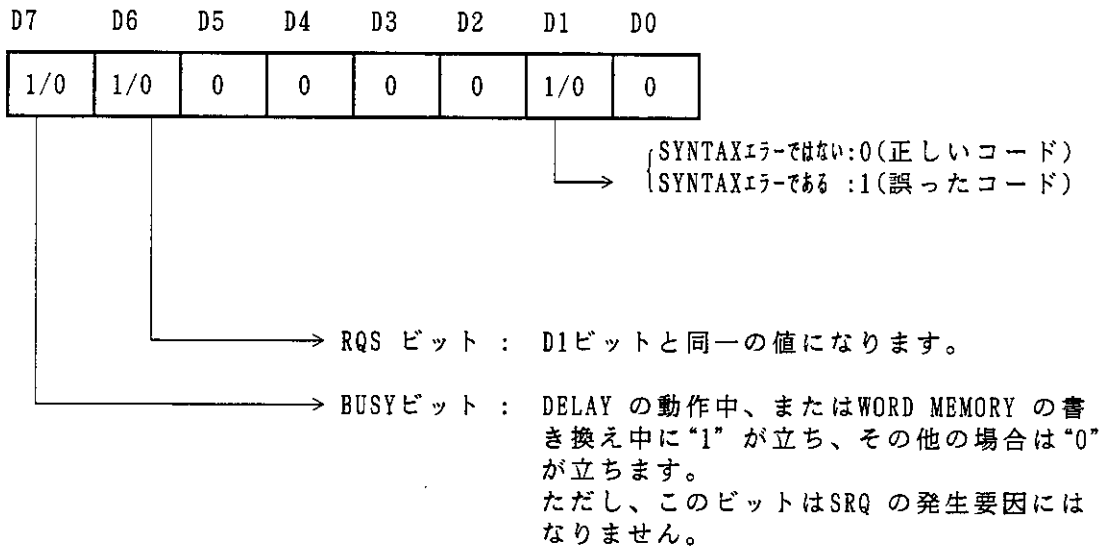 D7 D6 D5 D4 D3 D2 D1 D0
1/0 1/0 0 0 0 0 1/0 0
SYNTAXエラーではない:0(正しいコード)
SYNTAXエラーである :1(誤ったコード)
RQS ビット : D1ビットと同一の値になります。
BUSYビット : DELAY の動作中、またはWORD MEMORY の書
き換え中に“1” が立ち、その他の場合は“0”
が立ちます。
ただし、このビットはSRQ の発生要因には
なりません。